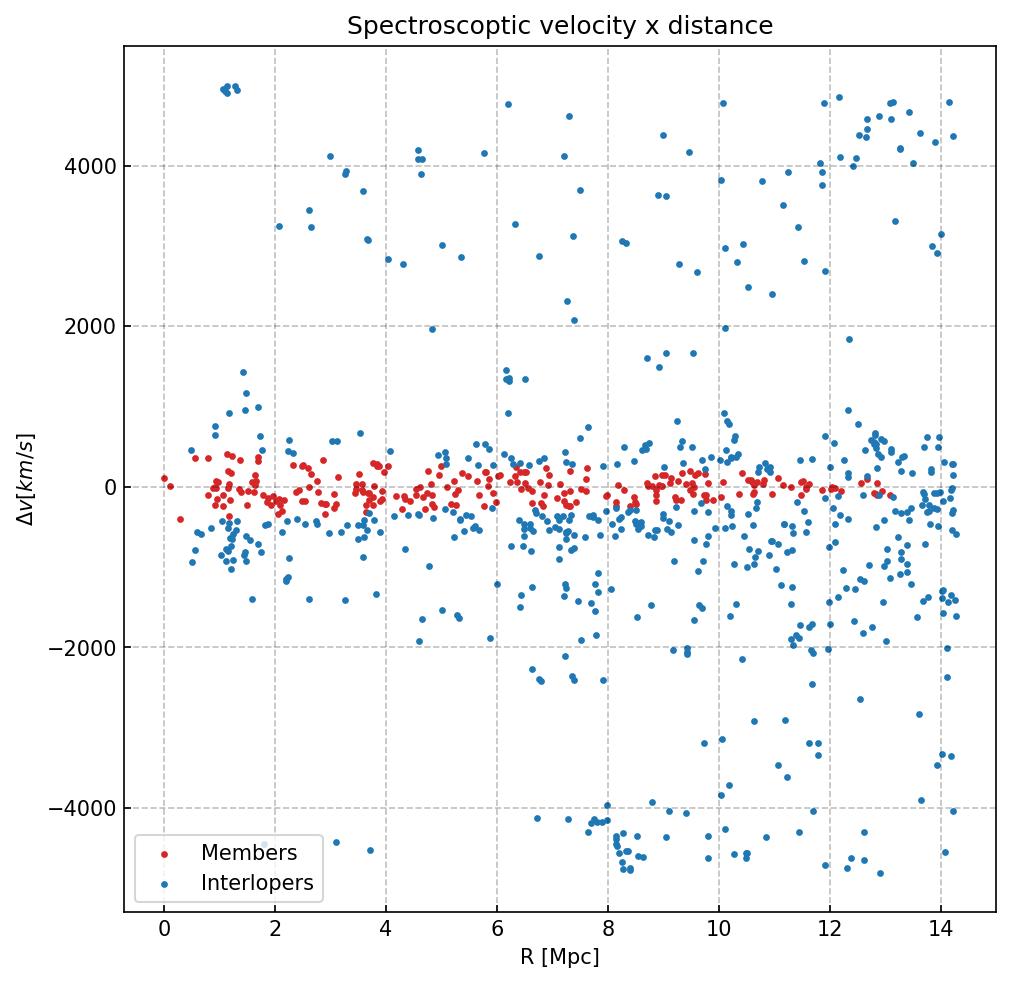 Spectroscoptic velocity x distance
Δv[km/s]
4000
2000
0
−2000
−4000
Members
Interlopers
0 2 4 6 8 10 12 14
R [Mpc]